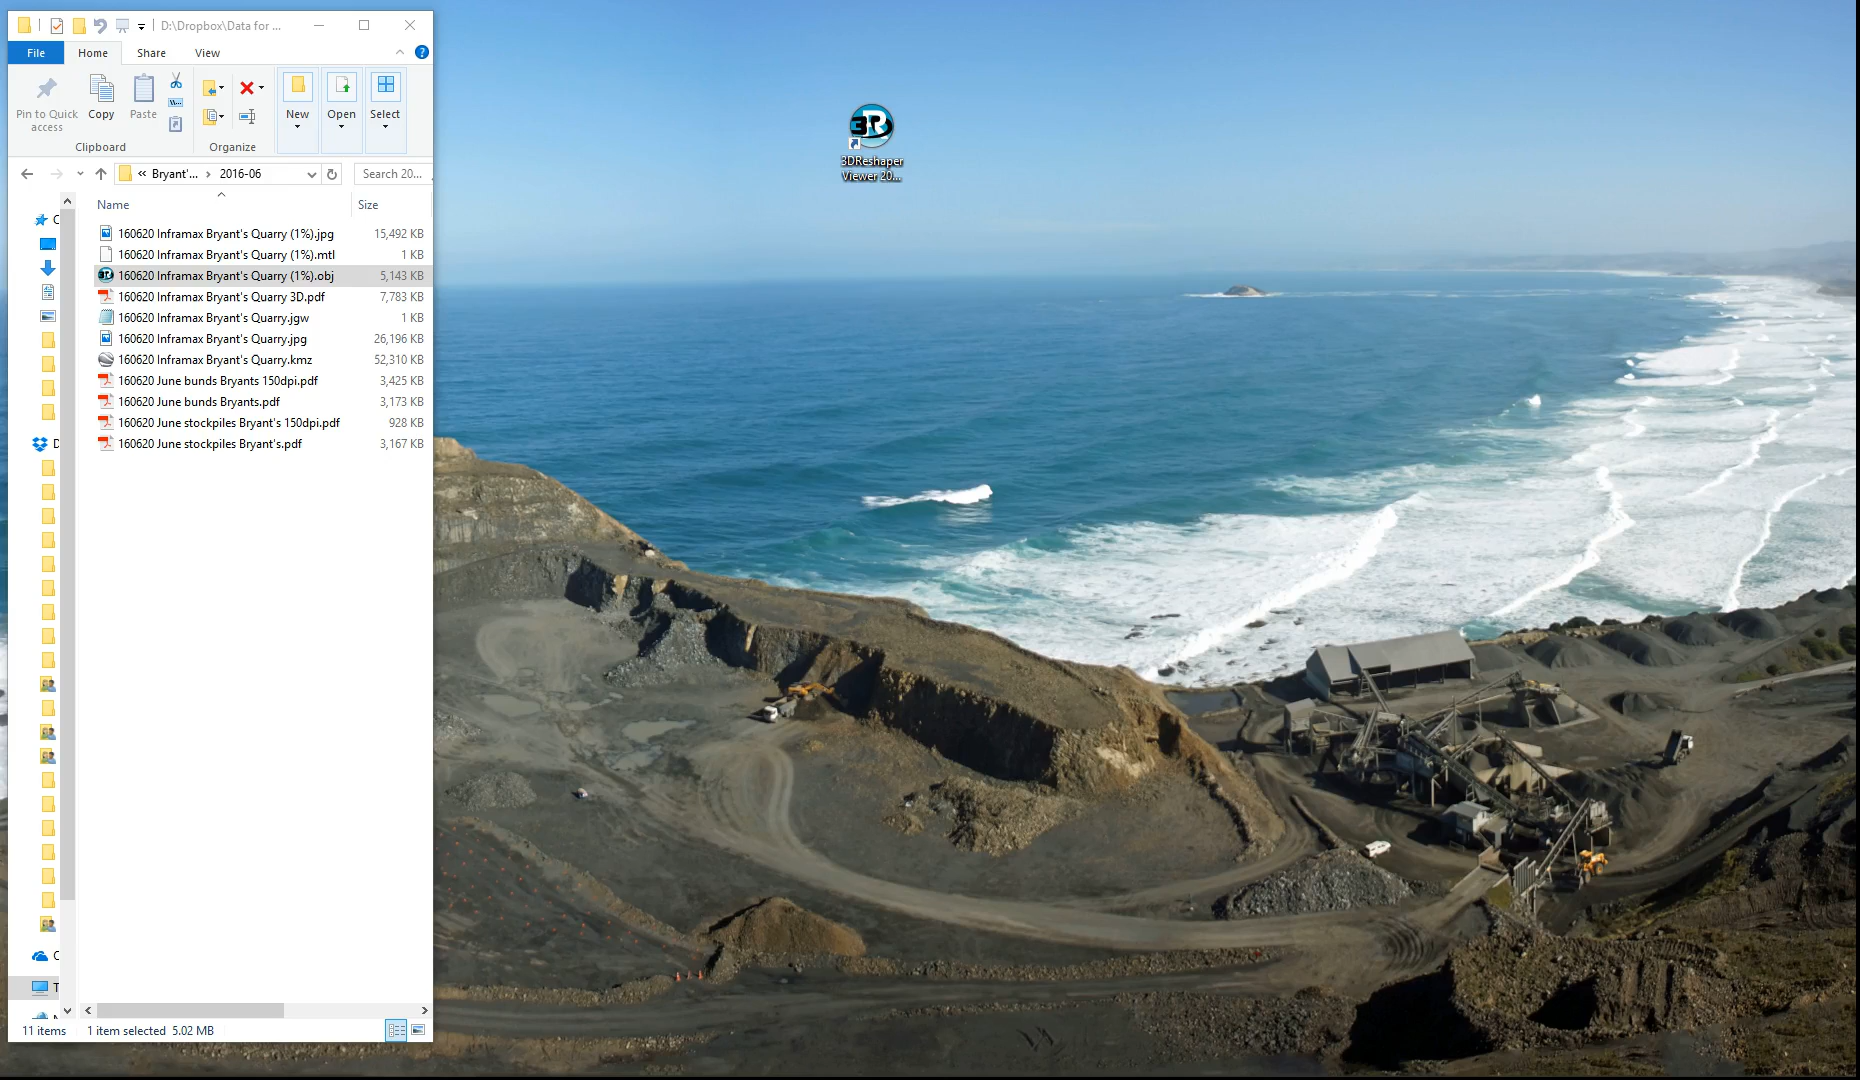 D:\Dropbox\Data for ...
File Home Share View
Pin to Quick access
Copy
Paste
New
Open
Select
Clipboard
Organize
« Bryant'... › 2016-06
Search 20...
Name Size
160620 Inframax Bryant's Quarry (1%).jpg 15,492 KB
160620 Inframax Bryant's Quarry (1%).mtl 1 KB
160620 Inframax Bryant's Quarry (1%).obj 5,143 KB
160620 Inframax Bryant's Quarry 3D.pdf 7,783 KB
160620 Inframax Bryant's Quarry.jgw 1 KB
160620 Inframax Bryant's Quarry.jpg 26,196 KB
160620 Inframax Bryant's Quarry.kmz 52,310 KB
160620 June bunds Bryants 150dpi.pdf 3,425 KB
160620 June bunds Bryants.pdf 3,173 KB
160620 June stockpiles Bryant's 150dpi.pdf 928 KB
160620 June stockpiles Bryant's.pdf 3,167 KB
11 items 1 item selected 5.02 MB
3R
3DReshaper
Viewer 20...